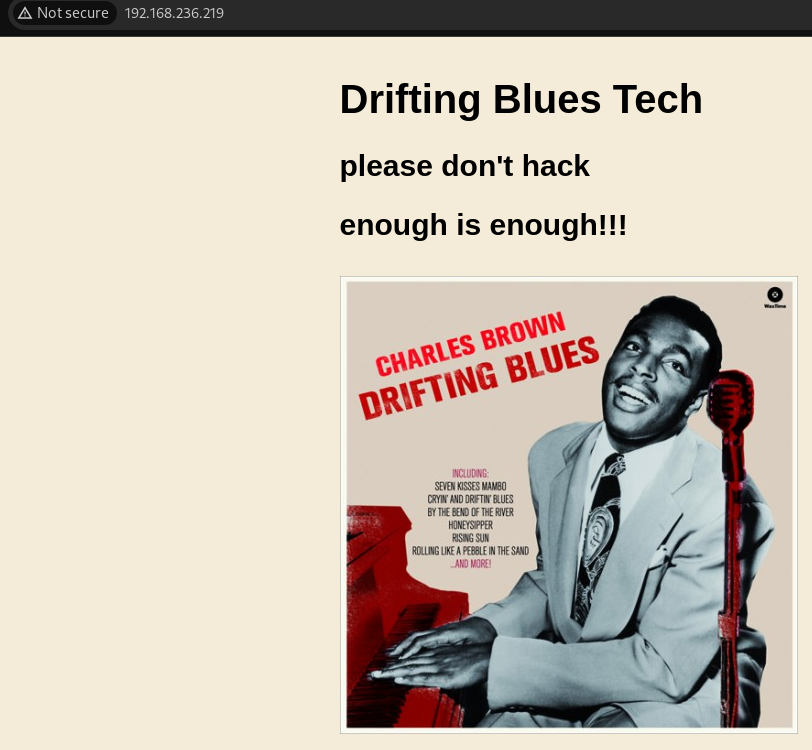 Not secure 192.168.236.219
Drifting Blues Tech
please don't hack
enough is enough!!!
WaxTime
CHARLES BROWN
DRIFTING BLUES
INCLUDING:
SEVEN KISSES MAMBO
CRYIN' AND DRIFTIN' BLUES
BY THE BEND OF THE RIVER
HONEYSIPPER
RISING SUN
ROLLING LIKE A PEBBLE IN THE SAND
...AND MORE!